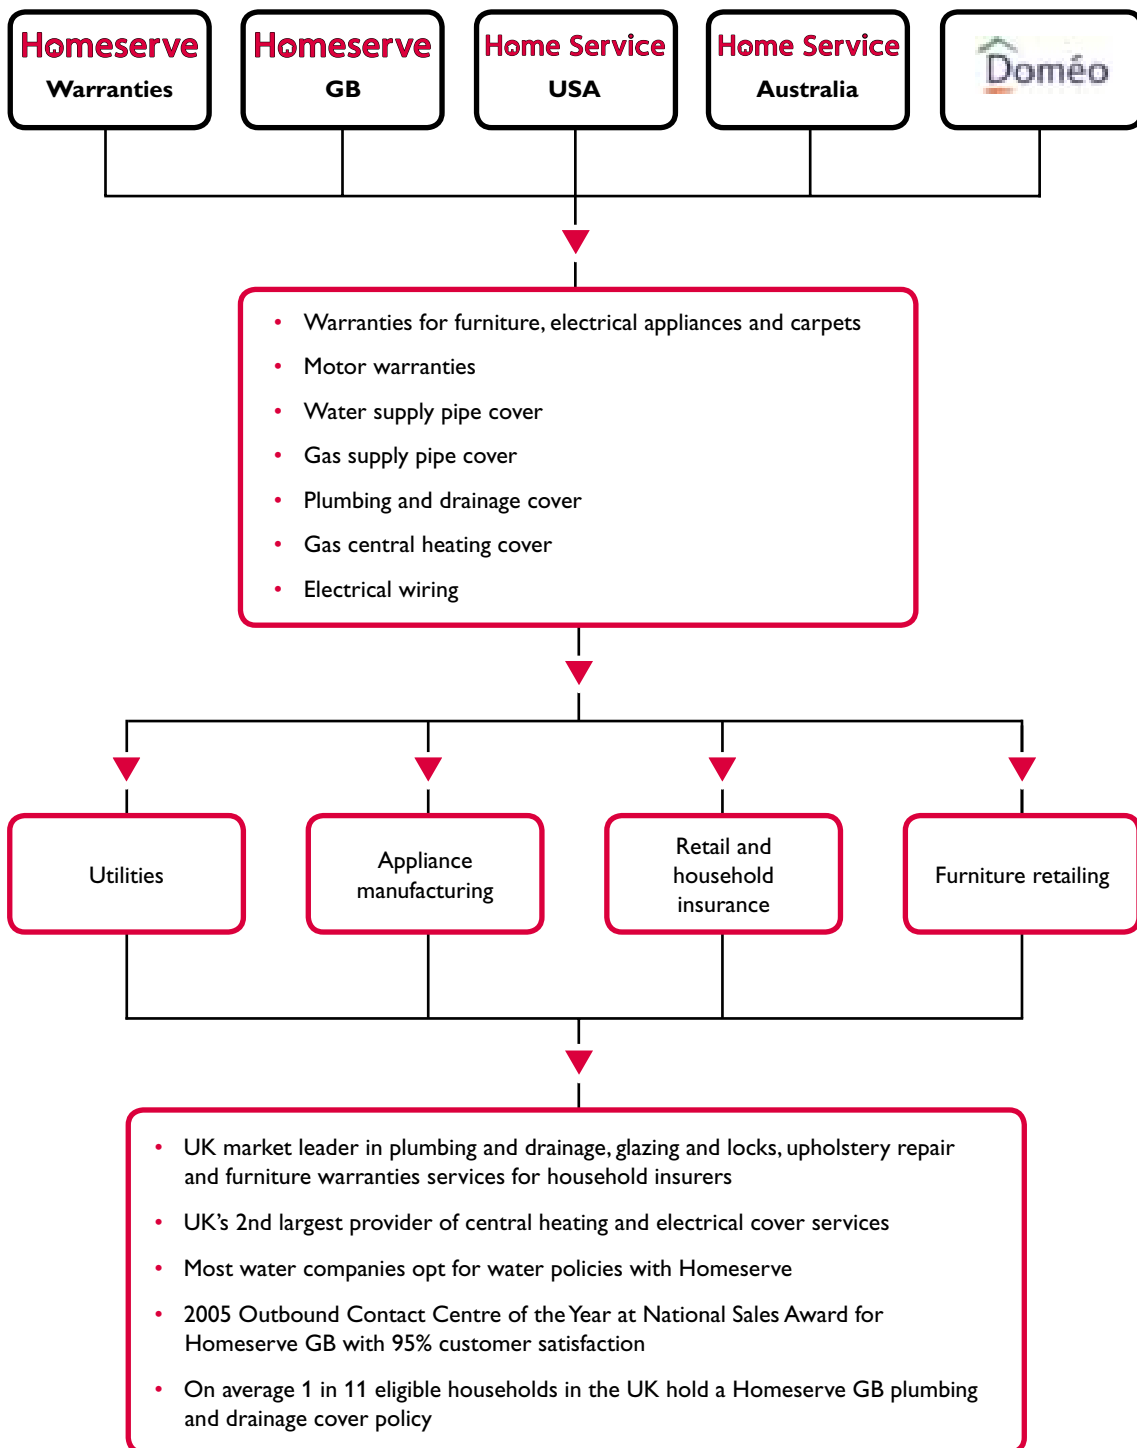 Homeserve
Warranties
Homeserve
GB
Home Service
USA
Home Service
Australia
Doméo
• Warranties for furniture, electrical appliances and carpets
• Motor warranties
• Water supply pipe cover
• Gas supply pipe cover
• Plumbing and drainage cover
• Gas central heating cover
• Electrical wiring
Utilities
Appliance
manufacturing
Retail and
household
insurance
Furniture retailing
• UK market leader in plumbing and drainage, glazing and locks, upholstery repair
and furniture warranties services for household insurers
• UK’s 2nd largest provider of central heating and electrical cover services
• Most water companies opt for water policies with Homeserve
• 2005 Outbound Contact Centre of the Year at National Sales Award for
Homeserve GB with 95% customer satisfaction
• On average 1 in 11 eligible households in the UK hold a Homeserve GB plumbing
and drainage cover policy